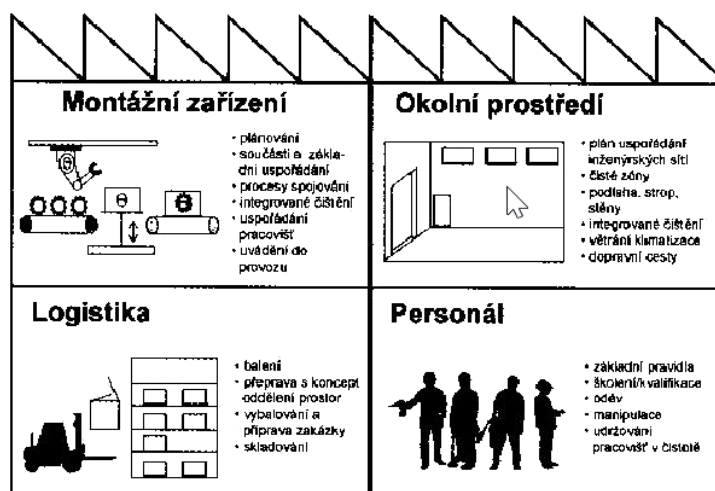 Montážní zařízení
• plánování
• součásti a zákla-
dní uspořádání
• procesy spojování
• integrované čištění
• uspořádání
pracovišť
• uvádění do
provozu
Okolní prostředí
• plán uspořádání
inženýrských sítí
• čisté zóny
• podlaha, strop,
stěny
• integrované čištění
• větrání klimatizace
• dopravní cesty
Logistika
• balení
• přeprava s koncept
oddělení prostor
• vybalování a
příprava zakázky
• skladování
Personál
• základní pravidla
• školení/kvalifikace
• oděv
• manipulace
• udržování
pracovišť v čistotě